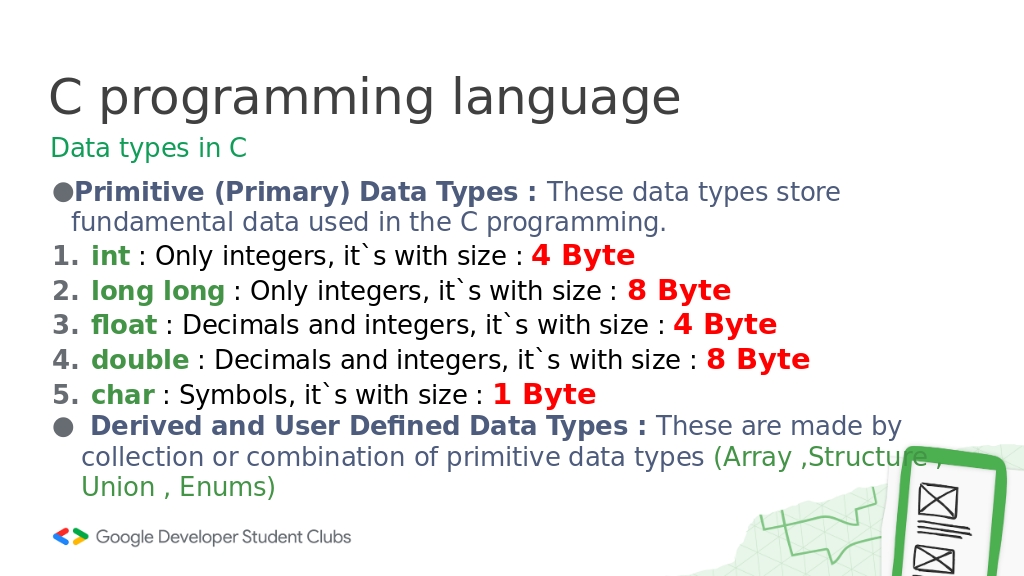 C programming language
Data types in C
●Primitive (Primary) Data Types : These data types store
fundamental data used in the C programming.
1. int : Only integers, it`s with size : 4 Byte
2. long long : Only integers, it`s with size : 8 Byte
3. float : Decimals and integers, it`s with size : 4 Byte
4. double : Decimals and integers, it`s with size : 8 Byte
5. char : Symbols, it`s with size : 1 Byte
● Derived and User Defined Data Types : These are made by
collection or combination of primitive data types (Array ,Structure ,
Union , Enums)
Google Developer Student Clubs